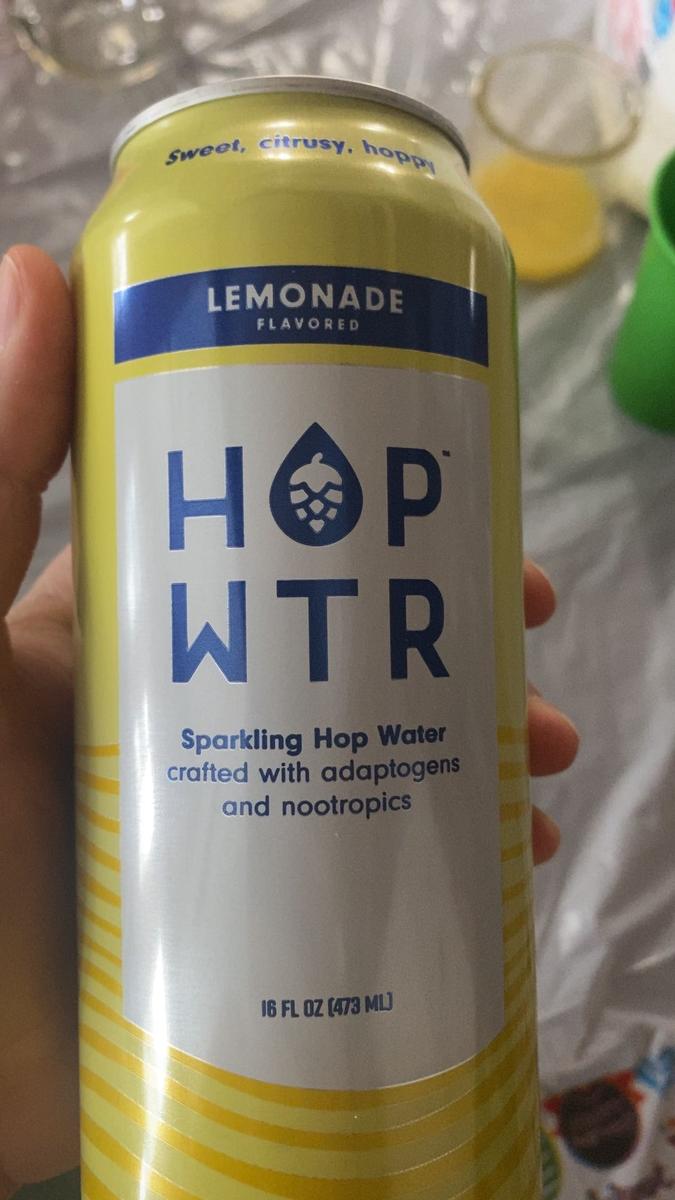 Sweet, citrusy, hoppy
LEMONADE
FLAVORED
HOP™
WTR
Sparkling Hop Water
crafted with adaptogens
and nootropics
16 FL OZ (473 ML)